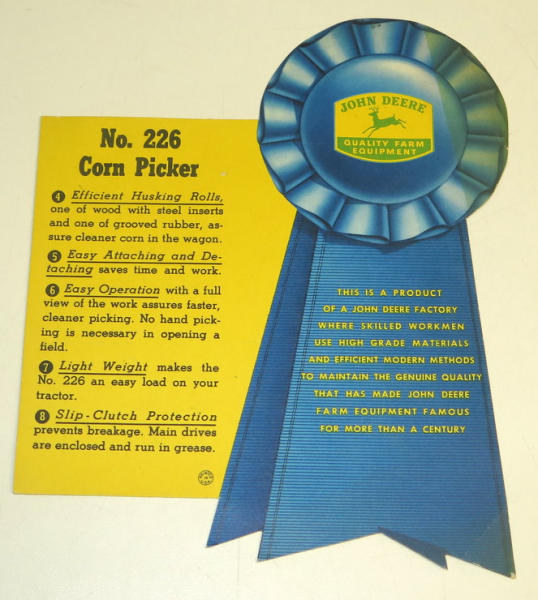 No. 226
Corn Picker
4 Efficient Husking Rolls,
one of wood with steel inserts
and one of grooved rubber, as-
sure cleaner corn in the wagon.
5 Easy Attaching and De-
taching saves time and work.
6 Easy Operation with a full
view of the work assures faster,
cleaner picking. No hand pick-
ing is necessary in opening a
field.
7 Light Weight makes the
No. 226 an easy load on your
tractor.
8 Slip-Clutch Protection
prevents breakage. Main drives
are enclosed and run in grease.
JOHN DEERE
QUALITY FARM
EQUIPMENT
THIS IS A PRODUCT
OF A JOHN DEERE FACTORY
WHERE SKILLED WORKMEN
USE HIGH GRADE MATERIALS
AND EFFICIENT MODERN METHODS
TO MAINTAIN THE GENUINE QUALITY
THAT HAS MADE JOHN DEERE
FARM EQUIPMENT FAMOUS
FOR MORE THAN A CENTURY